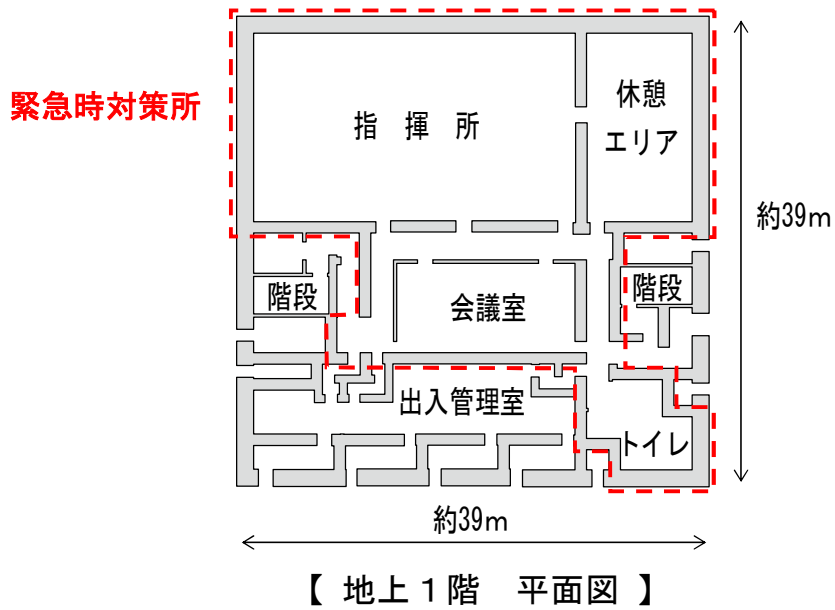 緊急時対策所
指 揮 所
休憩
エリア
約39m
階段
会議室
階段
出入管理室
トイレ
約39m
【 地上1階 平面図 】